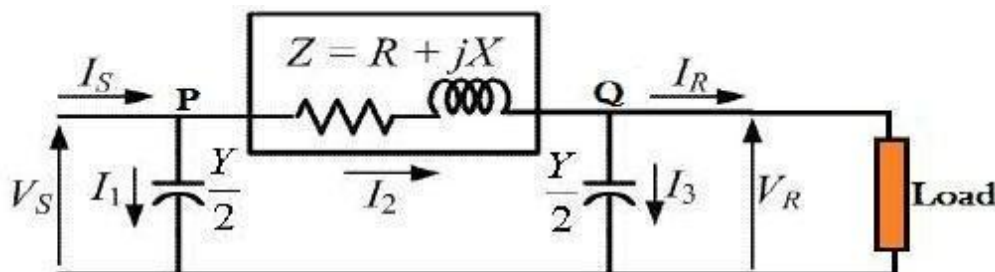 Z = R + jX
I_S
P
Q
I_R
V_S
I_1
Y/2
I_2
Y/2
I_3
V_R
Load